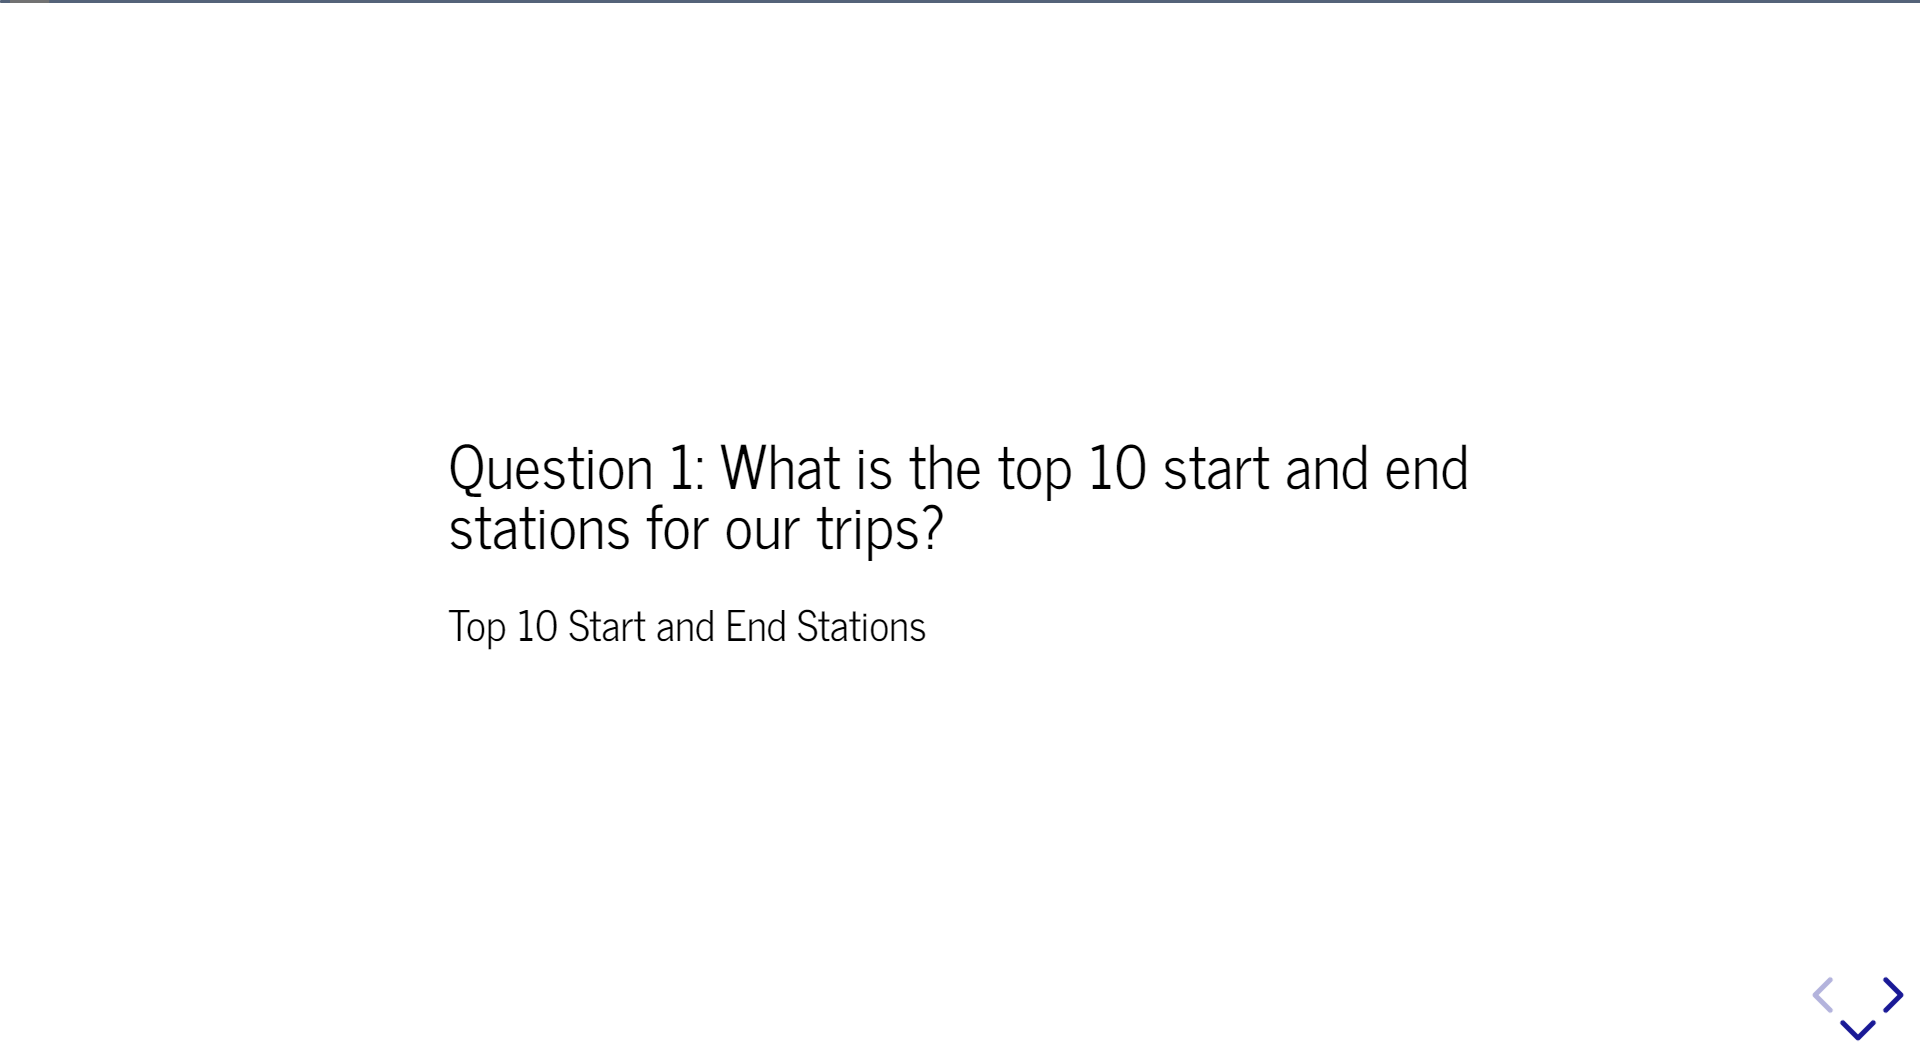 Question 1: What is the top 10 start and end
stations for our trips?
Top 10 Start and End Stations